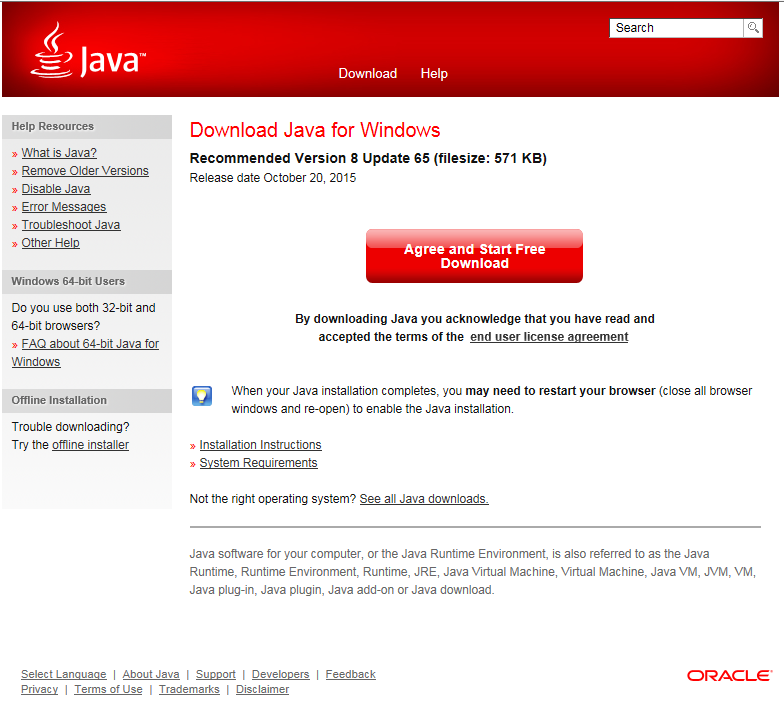 Java™
Search
Download Help
Help Resources
» What is Java?
» Remove Older Versions
» Disable Java
» Error Messages
» Troubleshoot Java
» Other Help
Windows 64-bit Users
Do you use both 32-bit and
64-bit browsers?
» FAQ about 64-bit Java for
Windows
Offline Installation
Trouble downloading?
Try the offline installer
Download Java for Windows
Recommended Version 8 Update 65 (filesize: 571 KB)
Release date October 20, 2015
Agree and Start Free
Download
By downloading Java you acknowledge that you have read and
accepted the terms of the end user license agreement
When your Java installation completes, you may need to restart your browser (close all browser
windows and re-open) to enable the Java installation.
» Installation Instructions
» System Requirements
Not the right operating system? See all Java downloads.
Java software for your computer, or the Java Runtime Environment, is also referred to as the Java
Runtime, Runtime Environment, Runtime, JRE, Java Virtual Machine, Virtual Machine, Java VM, JVM, VM,
Java plug-in, Java plugin, Java add-on or Java download.
Select Language | About Java | Support | Developers | Feedback
Privacy | Terms of Use | Trademarks | Disclaimer
ORACLE